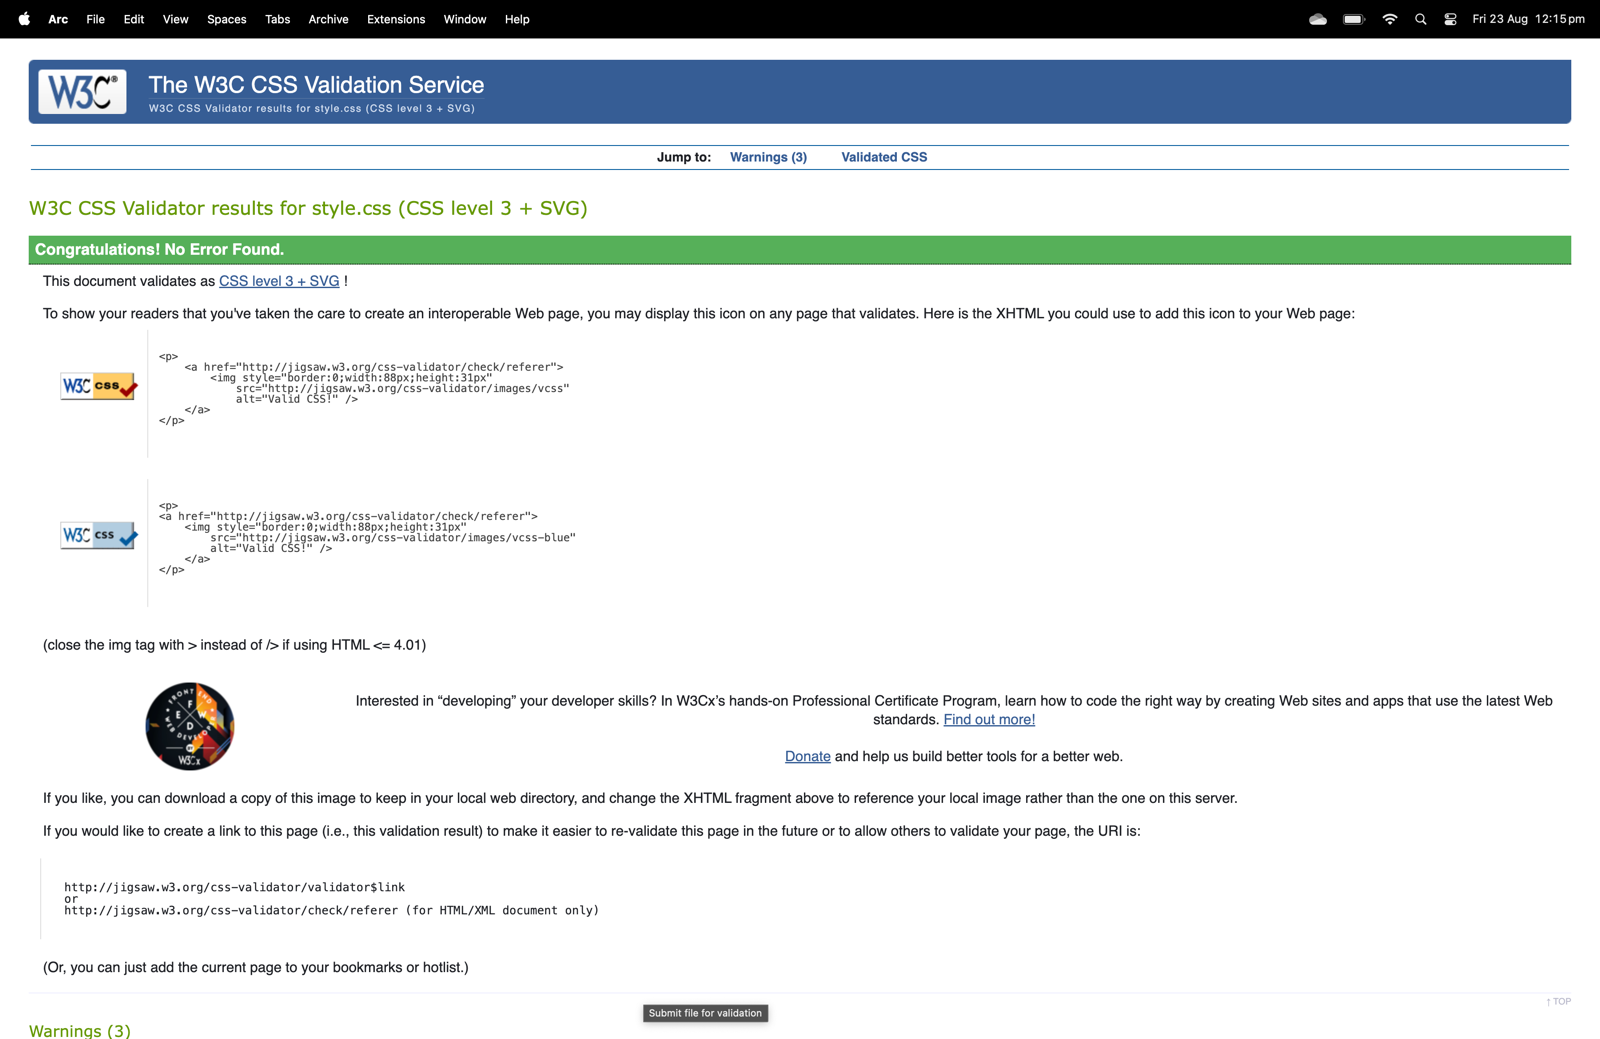 Arc File Edit View Spaces Tabs Archive Extensions Window Help Fri 23 Aug 12:15 pm
W3C®
The W3C CSS Validation Service
W3C CSS Validator results for style.css (CSS level 3 + SVG)
Jump to: Warnings (3) Validated CSS
W3C CSS Validator results for style.css (CSS level 3 + SVG)
Congratulations! No Error Found.
This document validates as CSS level 3 + SVG !
To show your readers that you've taken the care to create an interoperable Web page, you may display this icon on any page that validates. Here is the XHTML you could use to add this icon to your Web page:
W3C css
<p>
<a href="http://jigsaw.w3.org/css-validator/check/referer">
<img style="border:0;width:88px;height:31px"
src="http://jigsaw.w3.org/css-validator/images/vcss"
alt="Valid CSS!" />
</a>
</p>
W3C css
<p>
<a href="http://jigsaw.w3.org/css-validator/check/referer">
<img style="border:0;width:88px;height:31px"
src="http://jigsaw.w3.org/css-validator/images/vcss-blue"
alt="Valid CSS!" />
</a>
</p>
(close the img tag with > instead of /> if using HTML <= 4.01)
FRONT END
F E W D
WEB DEVELOPER
W3Cx
Interested in “developing” your developer skills? In W3Cx’s hands-on Professional Certificate Program, learn how to code the right way by creating Web sites and apps that use the latest Web
standards. Find out more!
Donate and help us build better tools for a better web.
If you like, you can download a copy of this image to keep in your local web directory, and change the XHTML fragment above to reference your local image rather than the one on this server.
If you would like to create a link to this page (i.e., this validation result) to make it easier to re-validate this page in the future or to allow others to validate your page, the URI is:
http://jigsaw.w3.org/css-validator/validator$link
or
http://jigsaw.w3.org/css-validator/check/referer (for HTML/XML document only)
(Or, you can just add the current page to your bookmarks or hotlist.)
↑ TOP
Submit file for validation
Warnings (3)